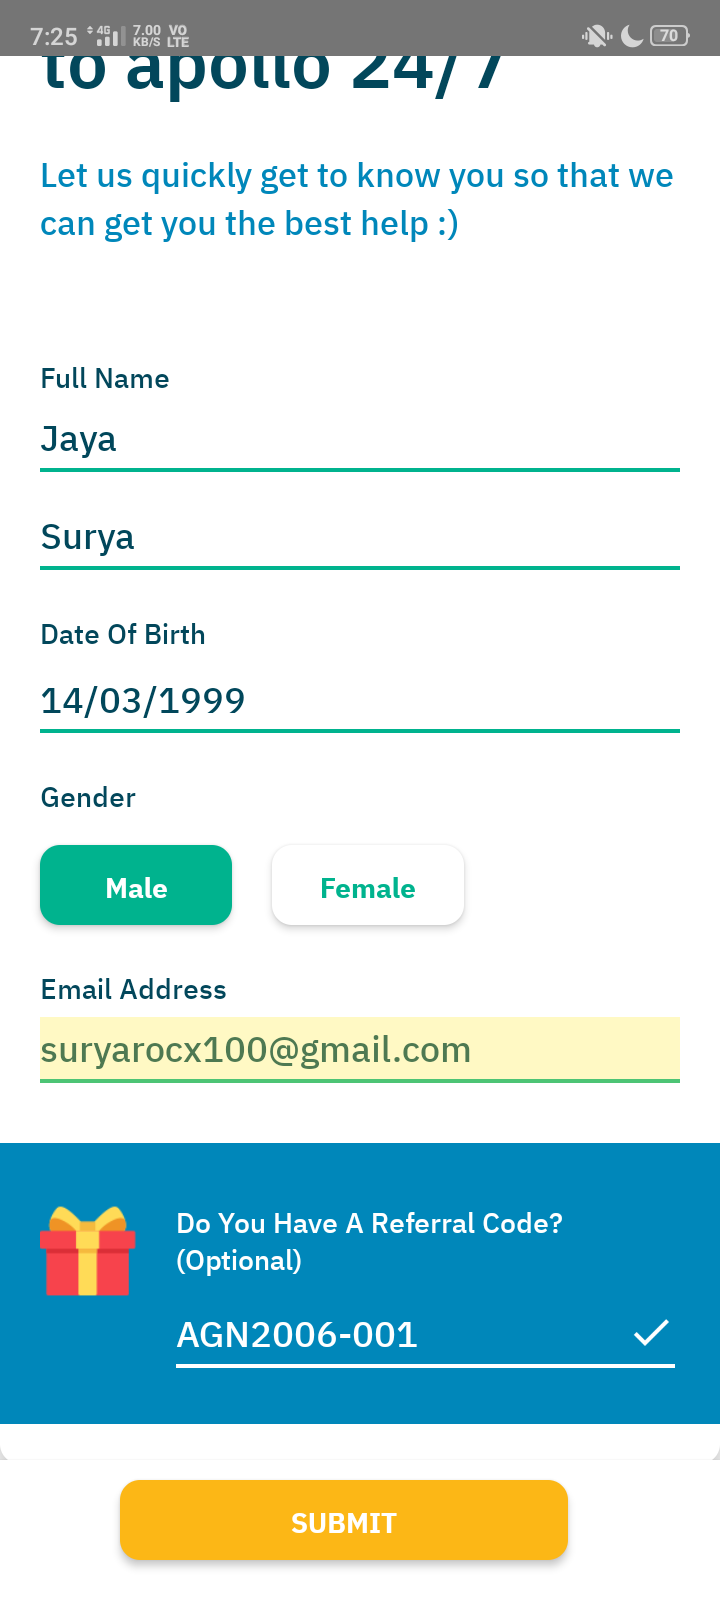 7:25 4G 7.00 KB/S VO LTE 70
to apollo 24/7
Let us quickly get to know you so that we
can get you the best help :)
Full Name
Jaya
Surya
Date Of Birth
14/03/1999
Gender
Male Female
Email Address
suryarocx100@gmail.com
Do You Have A Referral Code?
(Optional)
AGN2006-001
SUBMIT